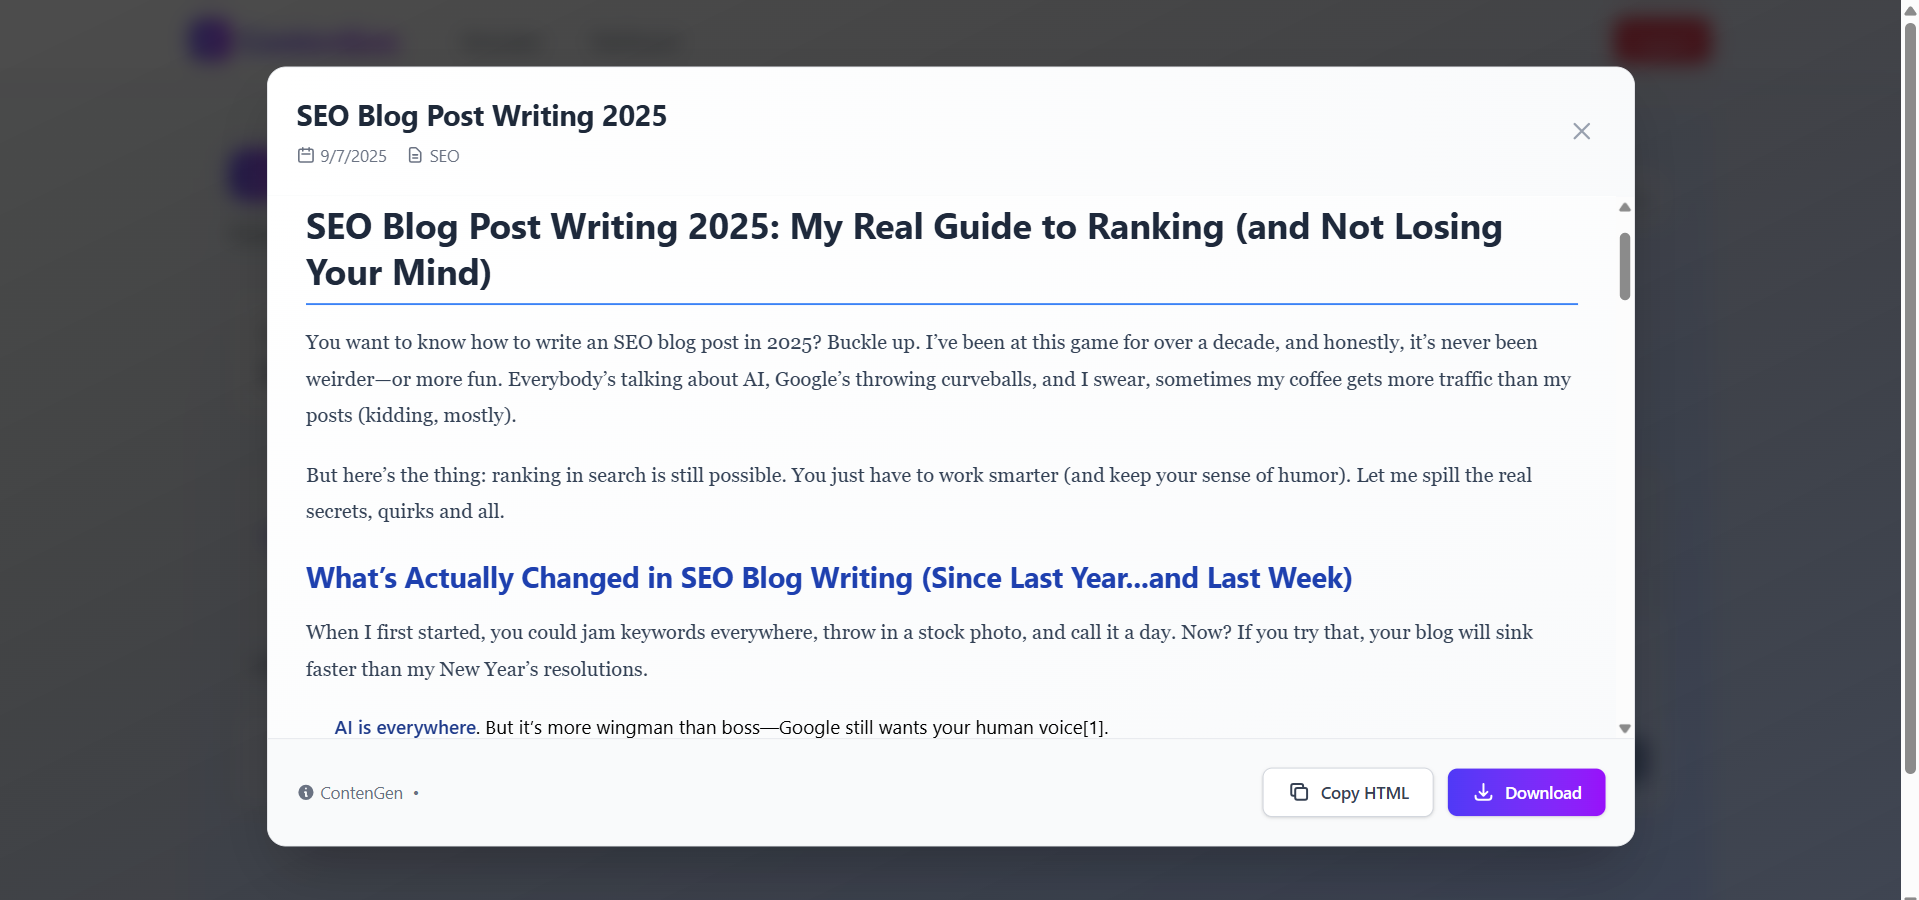 SEO Blog Post Writing 2025
9/7/2025 SEO
SEO Blog Post Writing 2025: My Real Guide to Ranking (and Not Losing
Your Mind)
You want to know how to write an SEO blog post in 2025? Buckle up. I’ve been at this game for over a decade, and honestly, it’s never been
weirder—or more fun. Everybody’s talking about AI, Google’s throwing curveballs, and I swear, sometimes my coffee gets more traffic than my
posts (kidding, mostly).
But here’s the thing: ranking in search is still possible. You just have to work smarter (and keep your sense of humor). Let me spill the real
secrets, quirks and all.
What’s Actually Changed in SEO Blog Writing (Since Last Year...and Last Week)
When I first started, you could jam keywords everywhere, throw in a stock photo, and call it a day. Now? If you try that, your blog will sink
faster than my New Year’s resolutions.
AI is everywhere. But it’s more wingman than boss—Google still wants your human voice[1].
ContenGen •
Copy HTML
Download